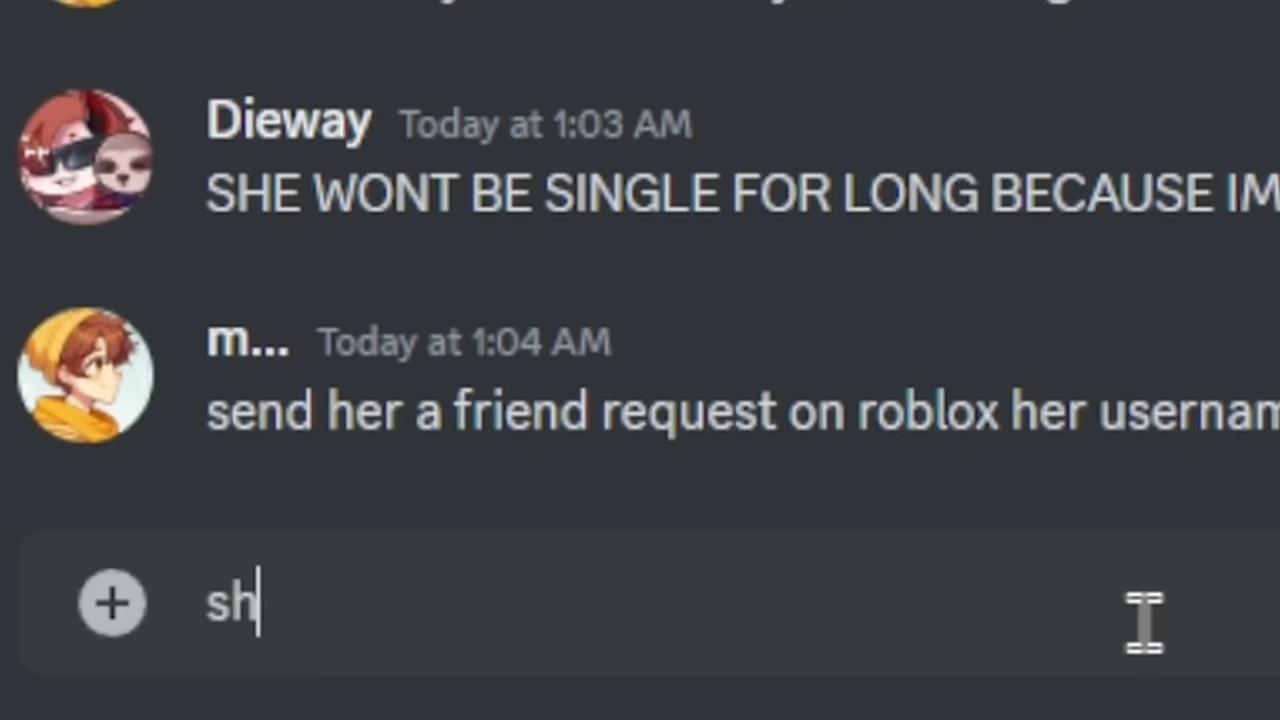 Dieway Today at 1:03 AM
SHE WONT BE SINGLE FOR LONG BECAUSE IM
m... Today at 1:04 AM
send her a friend request on roblox her usernam
sh